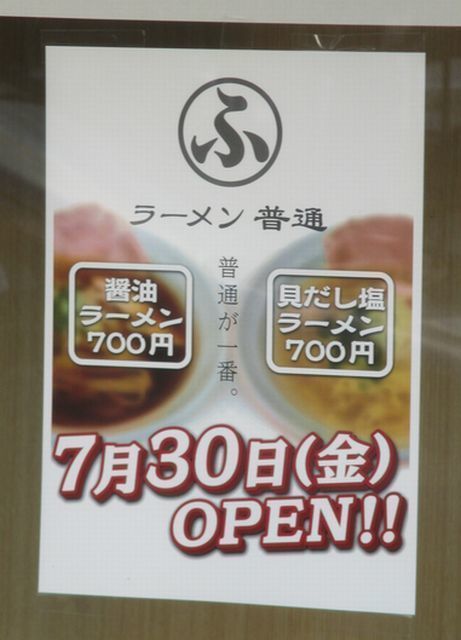 ふ
ラーメン 普通
普通が一番。
醤油
ラーメン
700円
貝だし塩
ラーメン
700円
7月30日(金)
OPEN!!